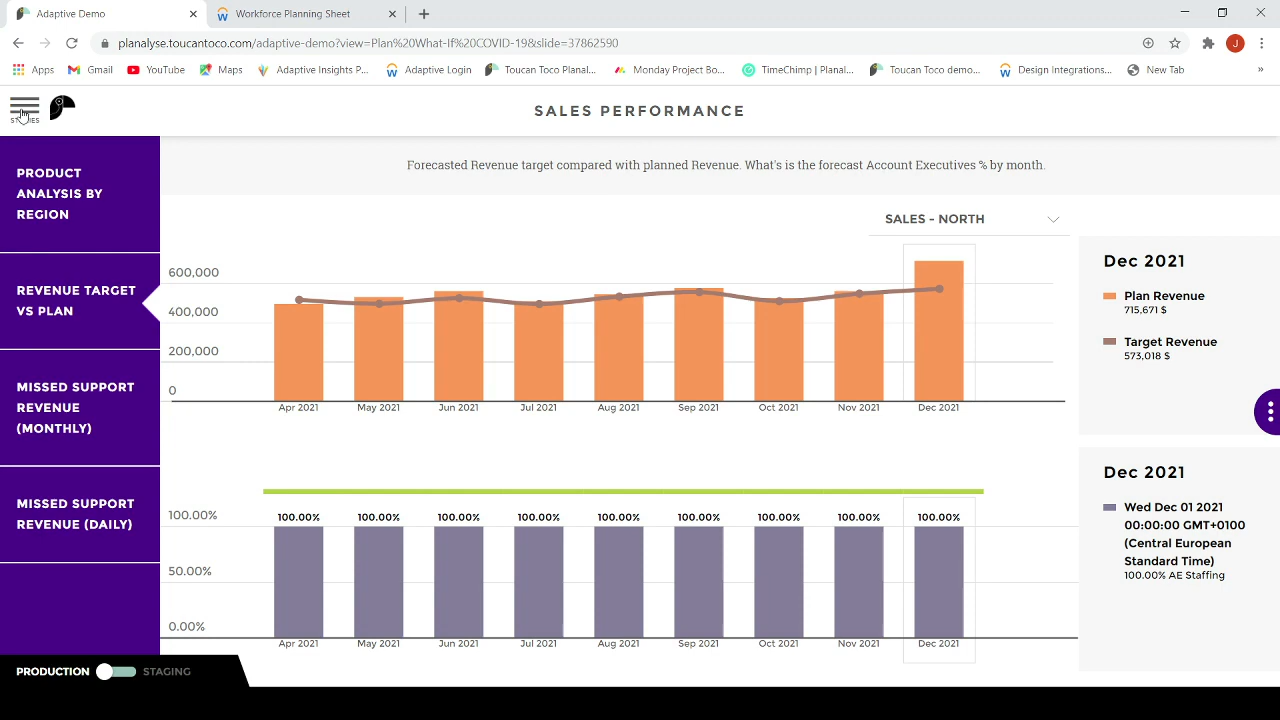 Adaptive Demo
Workforce Planning Sheet
planalyse.toucantoco.com/adaptive-demo?view=Plan%20What-If%20COVID-19&slide=37862590
J
Apps
Gmail
YouTube
Maps
Adaptive Insights P...
Adaptive Login
Toucan Toco Planal...
Monday Project Bo...
TimeChimp | Planal...
Toucan Toco demo...
Design Integrations...
New Tab
»
SALES PERFORMANCE
PRODUCT
ANALYSIS BY
REGION
REVENUE TARGET
VS PLAN
MISSED SUPPORT
REVENUE
(MONTHLY)
MISSED SUPPORT
REVENUE (DAILY)
PRODUCTION
STAGING
Forecasted Revenue target compared with planned Revenue. What's is the forecast Account Executives % by month.
SALES - NORTH
600,000
400,000
200,000
0
Apr 2021 May 2021 Jun 2021 Jul 2021 Aug 2021 Sep 2021 Oct 2021 Nov 2021 Dec 2021
Dec 2021
Plan Revenue
715,671 $
Target Revenue
573,018 $
100.00% 100.00% 100.00% 100.00% 100.00% 100.00% 100.00% 100.00% 100.00%
100.00%
50.00%
0.00%
Apr 2021 May 2021 Jun 2021 Jul 2021 Aug 2021 Sep 2021 Oct 2021 Nov 2021 Dec 2021
Dec 2021
Wed Dec 01 2021
00:00:00 GMT+0100
(Central European
Standard Time)
100.00% AE Staffing